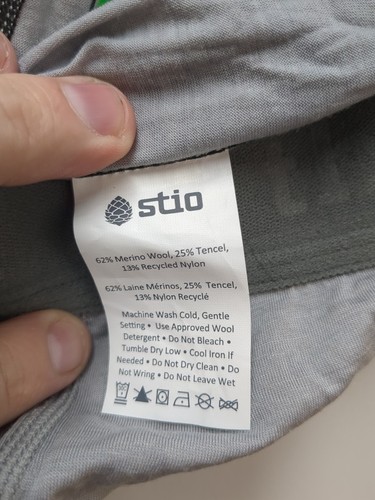 stio
62% Merino Wool, 25% Tencel,
13% Recycled Nylon
62% Laine Mérinos, 25% Tencel,
13% Nylon Recyclé
Machine Wash Cold, Gentle
Setting • Use Approved Wool
Detergent • Do Not Bleach •
Tumble Dry Low • Cool Iron If
Needed • Do Not Dry Clean • Do
Not Wring • Do Not Leave Wet